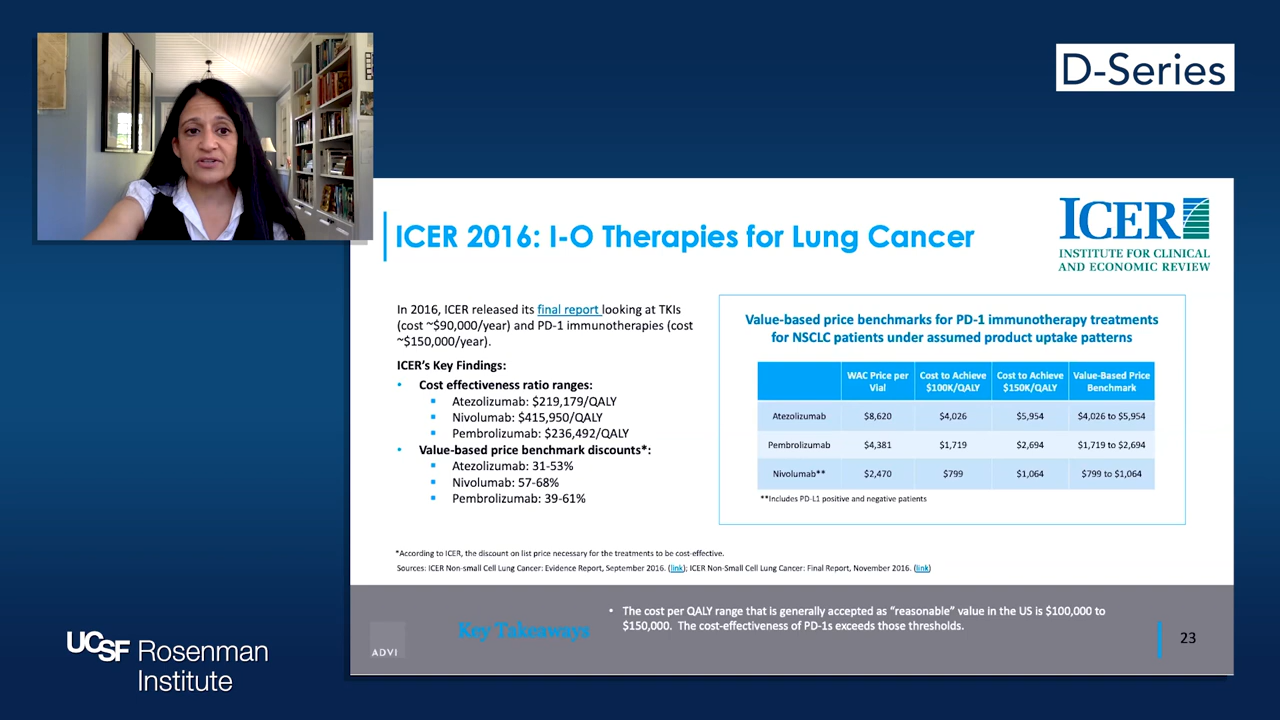 D-Series
ICER 2016: I-O Therapies for Lung Cancer
ICER
INSTITUTE FOR CLINICAL
AND ECONOMIC REVIEW
In 2016, ICER released its final report looking at TKIs
(cost ~$90,000/year) and PD-1 immunotherapies (cost
~$150,000/year).
ICER's Key Findings:
• Cost effectiveness ratio ranges:
▪ Atezolizumab: $219,179/QALY
▪ Nivolumab: $415,950/QALY
▪ Pembrolizumab: $236,492/QALY
• Value-based price benchmark discounts*:
▪ Atezolizumab: 31-53%
▪ Nivolumab: 57-68%
▪ Pembrolizumab: 39-61%
Value-based price benchmarks for PD-1 immunotherapy treatments
for NSCLC patients under assumed product uptake patterns
WAC Price per Vial Cost to Achieve $100K/QALY Cost to Achieve $150K/QALY Value-Based Price Benchmark
Atezolizumab $8,620 $4,026 $5,954 $4,026 to $5,954
Pembrolizumab $4,381 $1,719 $2,694 $1,719 to $2,694
Nivolumab** $2,470 $799 $1,064 $799 to $1,064
**Includes PD-L1 positive and negative patients
*According to ICER, the discount on list price necessary for the treatments to be cost-effective.
Sources: ICER Non-small Cell Lung Cancer: Evidence Report, September 2016. (link); ICER Non-Small Cell Lung Cancer: Final Report, November 2016. (link)
Key Takeaways
• The cost per QALY range that is generally accepted as "reasonable" value in the US is $100,000 to
$150,000. The cost-effectiveness of PD-1s exceeds those thresholds.
ADVI
23
UCSF Rosenman
Institute